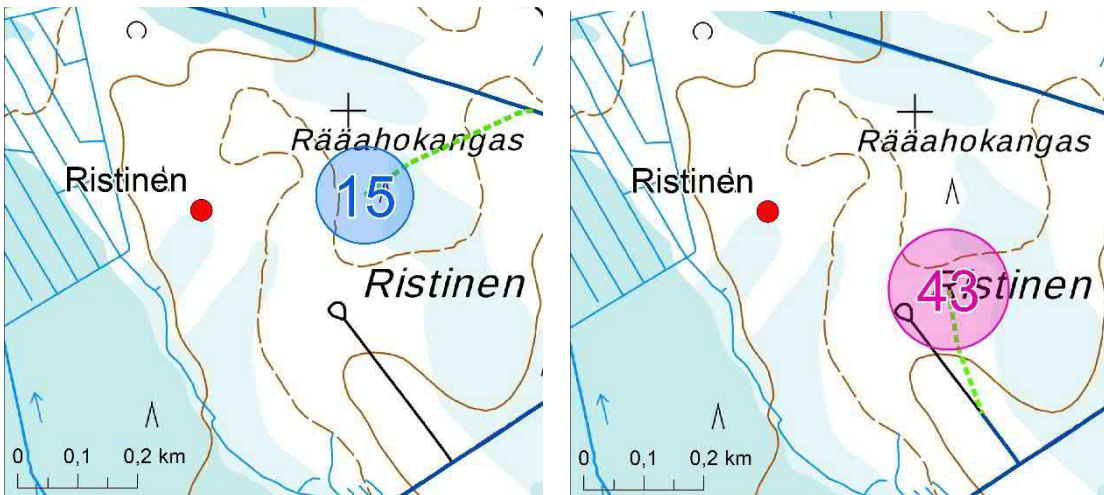 Rääahokangas
Ristinen
15
Ristinen
0 0,1 0,2 km
Rääahokangas
Ristinen
43
Ristinen
0 0,1 0,2 km